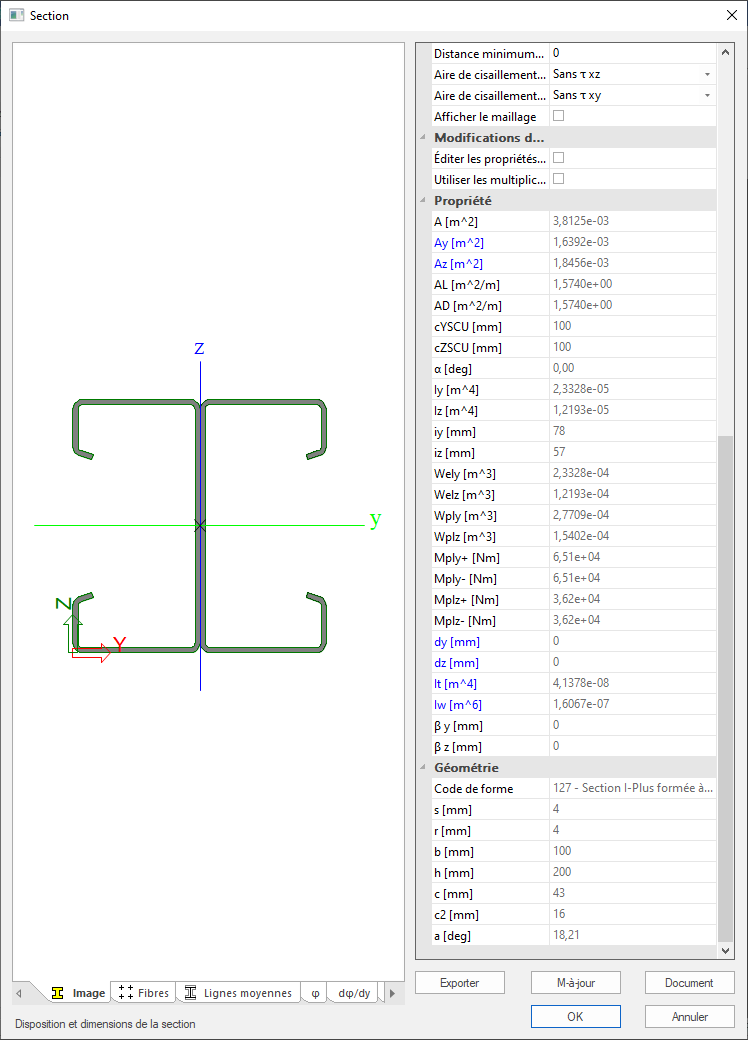 Section
Distance minimum... 0
Aire de cisaillement... Sans τ xz
Aire de cisaillement... Sans τ xy
Afficher le maillage
Modifications d...
Éditer les propriétés...
Utiliser les multiplic...
Propriété
A [m^2] 3,8125e-03
Ay [m^2] 1,6392e-03
Az [m^2] 1,8456e-03
AL [m^2/m] 1,5740e+00
AD [m^2/m] 1,5740e+00
cYSCU [mm] 100
cZSCU [mm] 100
α [deg] 0,00
Iy [m^4] 2,3328e-05
Iz [m^4] 1,2193e-05
iy [mm] 78
iz [mm] 57
Wely [m^3] 2,3328e-04
Welz [m^3] 1,2193e-04
Wply [m^3] 2,7709e-04
Wplz [m^3] 1,5402e-04
Mply+ [Nm] 6,51e+04
Mply- [Nm] 6,51e+04
Mplz+ [Nm] 3,62e+04
Mplz- [Nm] 3,62e+04
dy [mm] 0
dz [mm] 0
It [m^4] 4,1378e-08
Iw [m^6] 1,6067e-07
β y [mm] 0
β z [mm] 0
Géométrie
Code de forme 127 - Section I-Plus formée à...
s [mm] 4
r [mm] 4
b [mm] 100
h [mm] 200
c [mm] 43
c2 [mm] 16
a [deg] 18,21
z
y
Z
Y
Image Fibres Lignes moyennes φ dφ/dy
Exporter M-à-jour Document
Disposition et dimensions de la section
OK Annuler